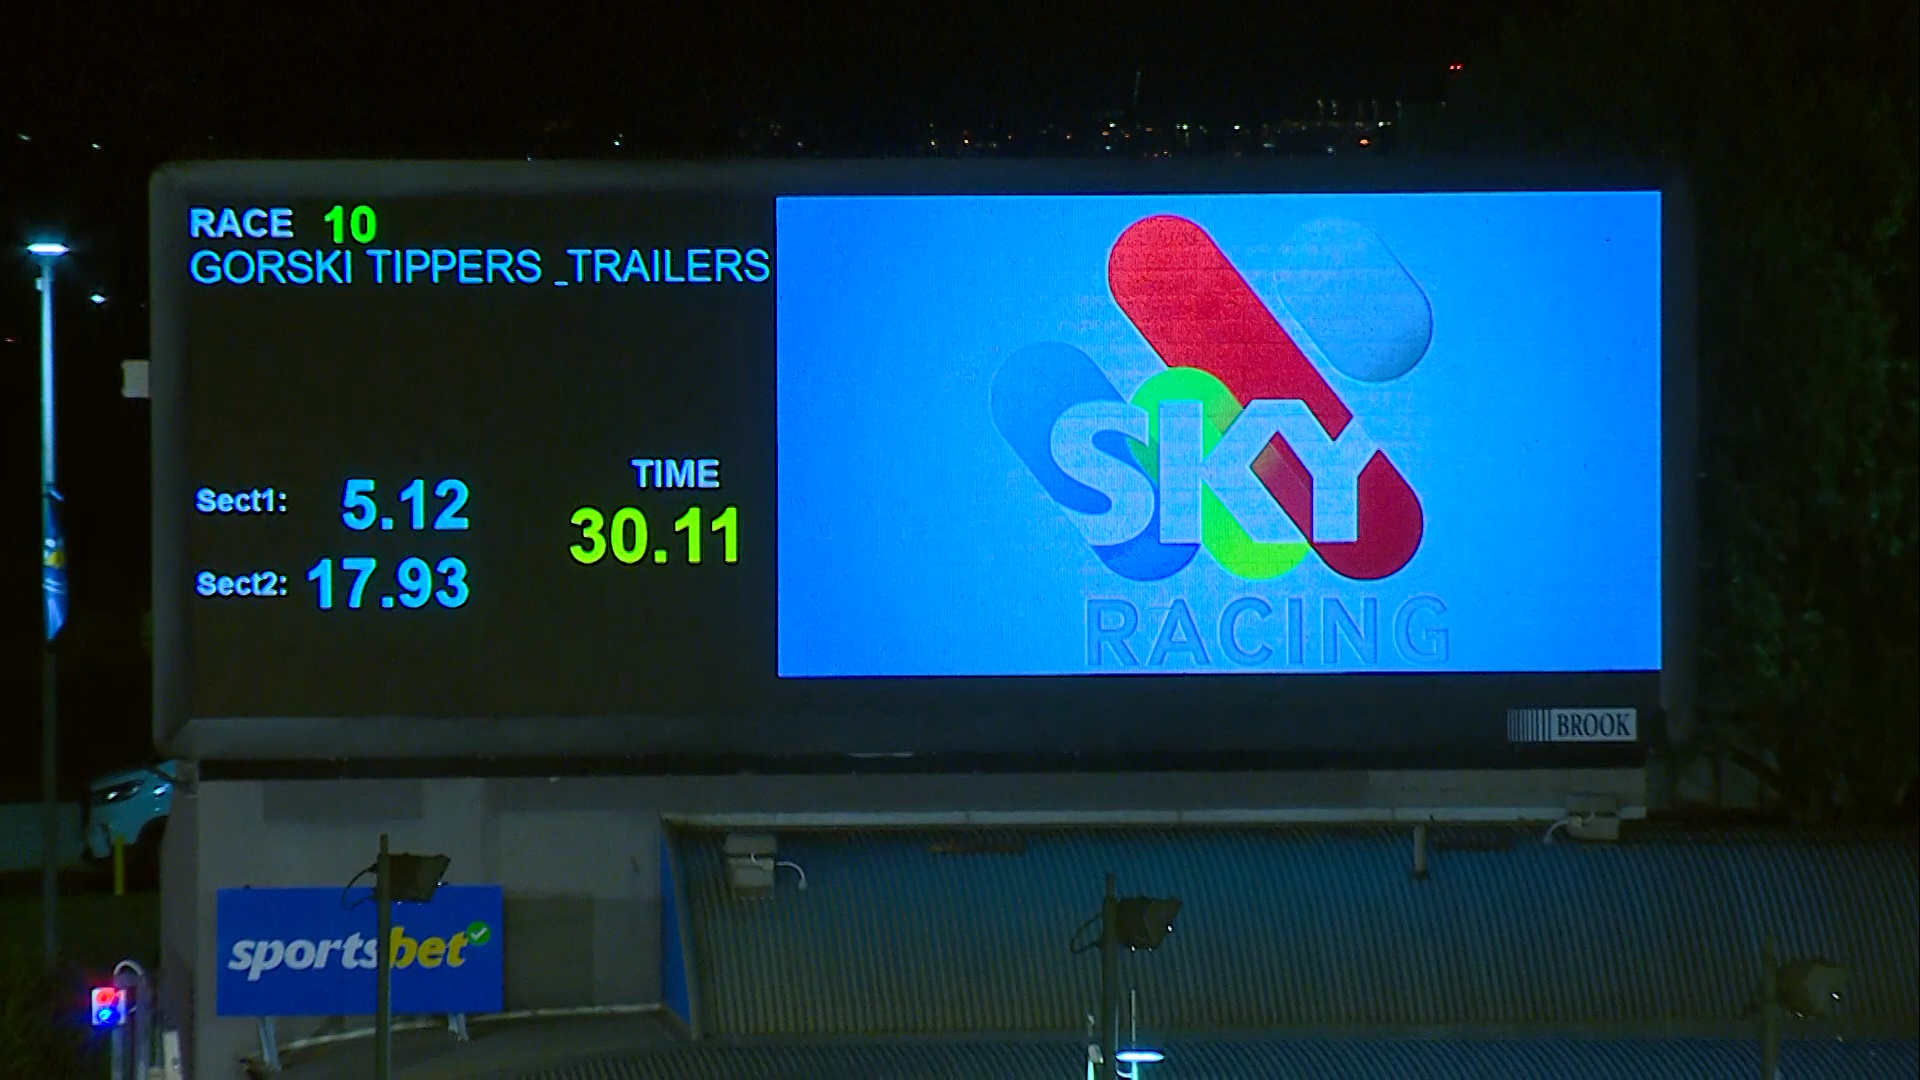 RACE 10
GORSKI TIPPERS _TRAILERS
TIME
Sect1: 5.12
30.11
Sect2: 17.93
SKY
RACING
BROOK
sportsbet